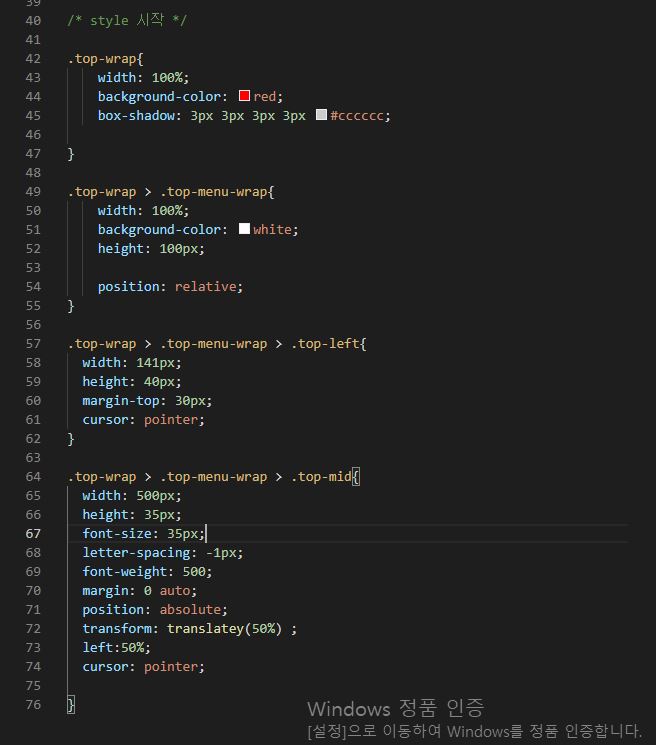 39
40 /* style 시작 */
41
42 .top-wrap{
43 width: 100%;
44 background-color: red;
45 box-shadow: 3px 3px 3px 3px #cccccc;
46
47 }
48
49 .top-wrap > .top-menu-wrap{
50 width: 100%;
51 background-color: white;
52 height: 100px;
53
54 position: relative;
55 }
56
57 .top-wrap > .top-menu-wrap > .top-left{
58 width: 141px;
59 height: 40px;
60 margin-top: 30px;
61 cursor: pointer;
62 }
63
64 .top-wrap > .top-menu-wrap > .top-mid{
65 width: 500px;
66 height: 35px;
67 font-size: 35px;
68 letter-spacing: -1px;
69 font-weight: 500;
70 margin: 0 auto;
71 position: absolute;
72 transform: translatey(50%) ;
73 left:50%;
74 cursor: pointer;
75
76 }
Windows 정품 인증
[설정]으로 이동하여 Windows를 정품 인증합니다.